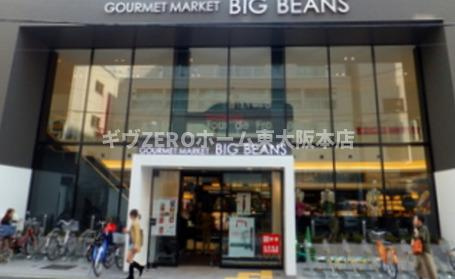 GOURMET MARKET BIG BEANS
ギヴZEROホーム東大阪本店
GOURMET MARKET BIG BEANS